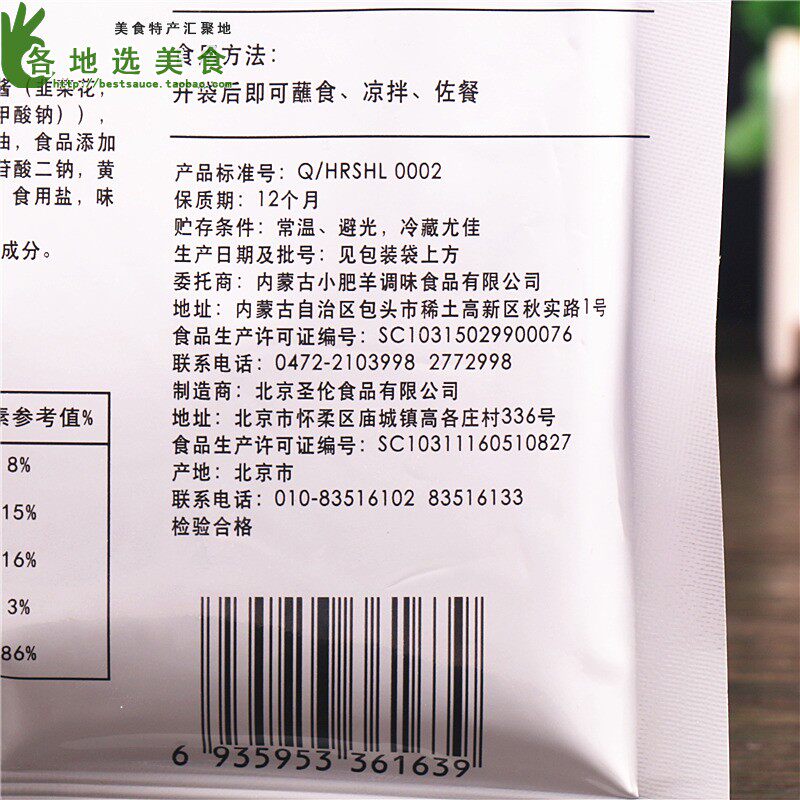 美食特产汇聚地
各地选美食
http://bestsauce.taobao.com
食用方法：
开袋后即可蘸食、凉拌、佐餐
酱（韭菜花，
甲酸钠）），
油，食品添加
苷酸二钠，黄
食用盐，味
成分。
产品标准号：Q/HRSHL 0002
保质期：12个月
贮存条件：常温、避光，冷藏尤佳
生产日期及批号：见包装袋上方
委托商：内蒙古小肥羊调味食品有限公司
地址：内蒙古自治区包头市稀土高新区秋实路1号
食品生产许可证编号：SC10315029900076
联系电话：0472-2103998 2772998
制造商：北京圣伦食品有限公司
地址：北京市怀柔区庙城镇高各庄村336号
食品生产许可证编号：SC10311160510827
产地：北京市
联系电话：010-83516102 83516133
检验合格
素参考值%
8%
15%
16%
3%
86%
6 935953 361639